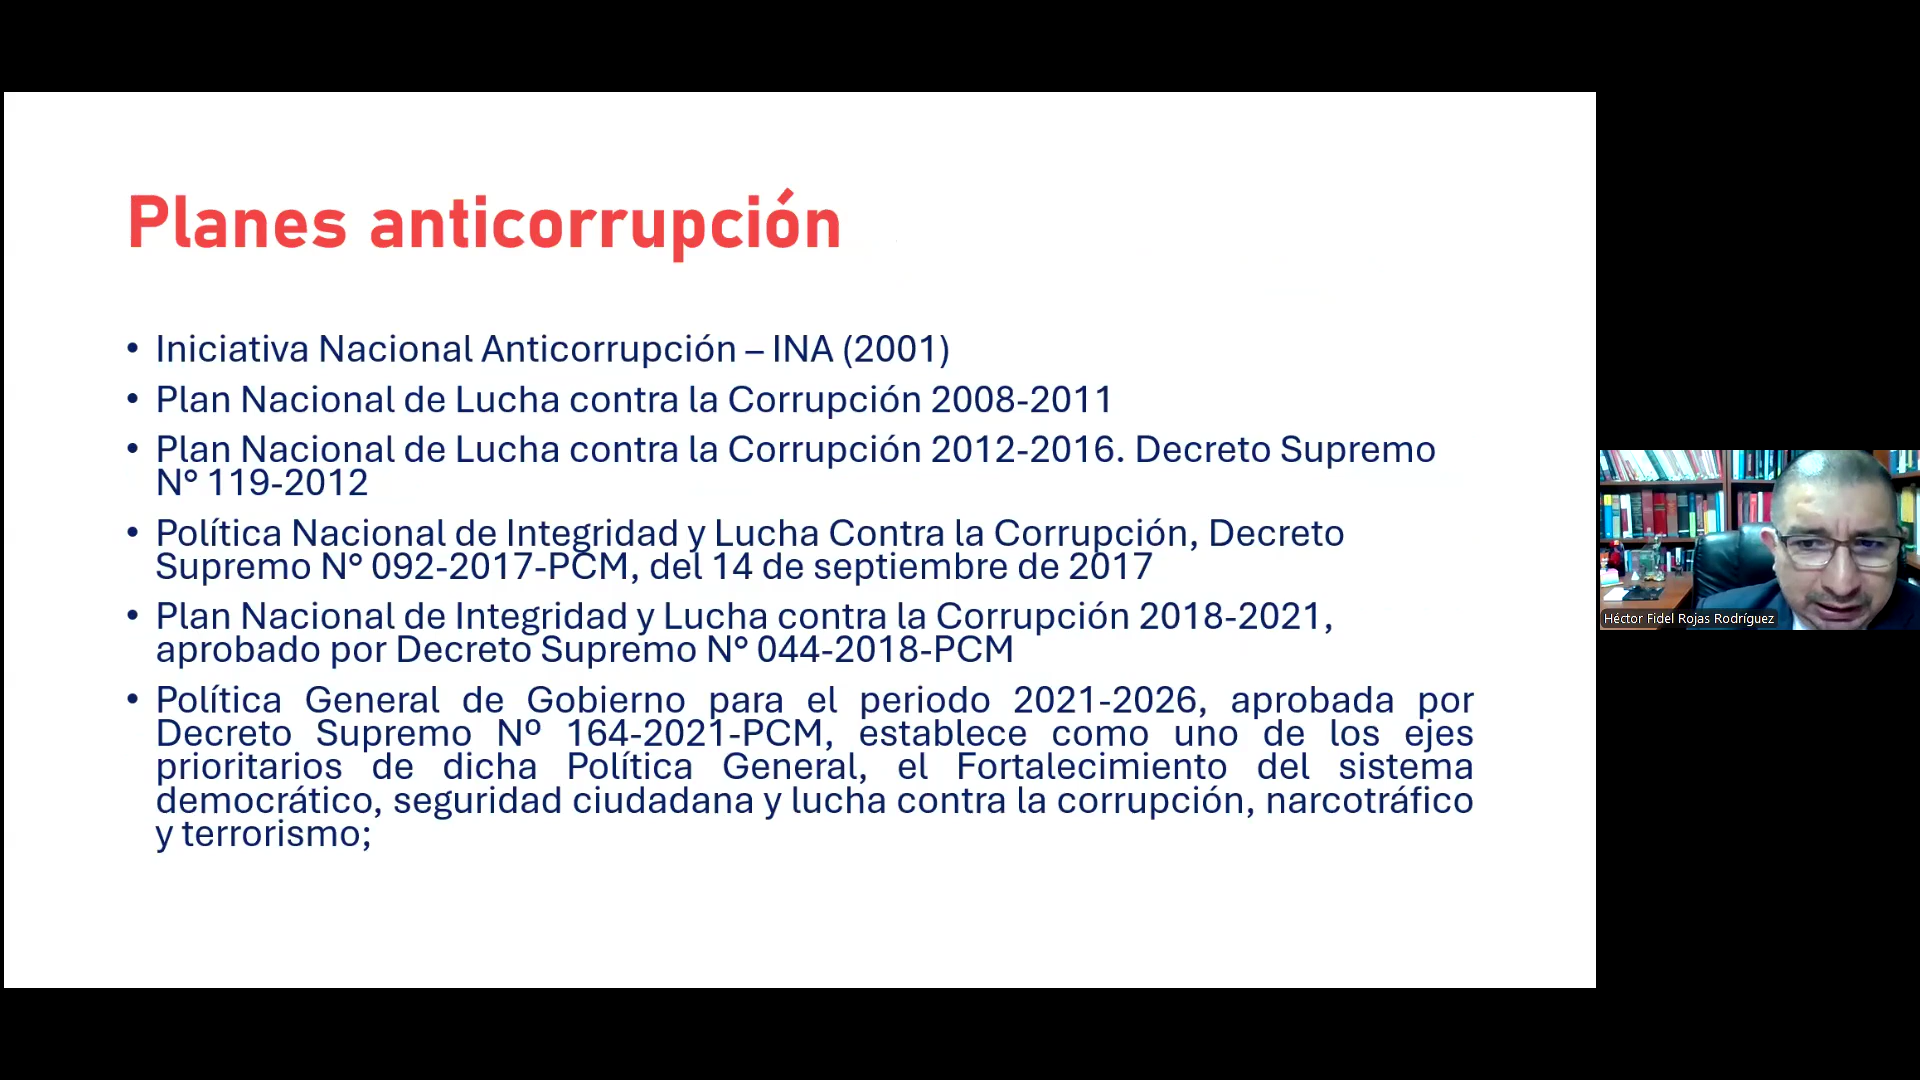 Planes anticorrupción
• Iniciativa Nacional Anticorrupción – INA (2001)
• Plan Nacional de Lucha contra la Corrupción 2008-2011
• Plan Nacional de Lucha contra la Corrupción 2012-2016. Decreto Supremo
N° 119-2012
• Política Nacional de Integridad y Lucha Contra la Corrupción, Decreto
Supremo N° 092-2017-PCM, del 14 de septiembre de 2017
• Plan Nacional de Integridad y Lucha contra la Corrupción 2018-2021,
aprobado por Decreto Supremo N° 044-2018-PCM
• Política General de Gobierno para el periodo 2021-2026, aprobada por
Decreto Supremo Nº 164-2021-PCM, establece como uno de los ejes
prioritarios de dicha Política General, el Fortalecimiento del sistema
democrático, seguridad ciudadana y lucha contra la corrupción, narcotráfico
y terrorismo;
Héctor Fidel Rojas Rodríguez